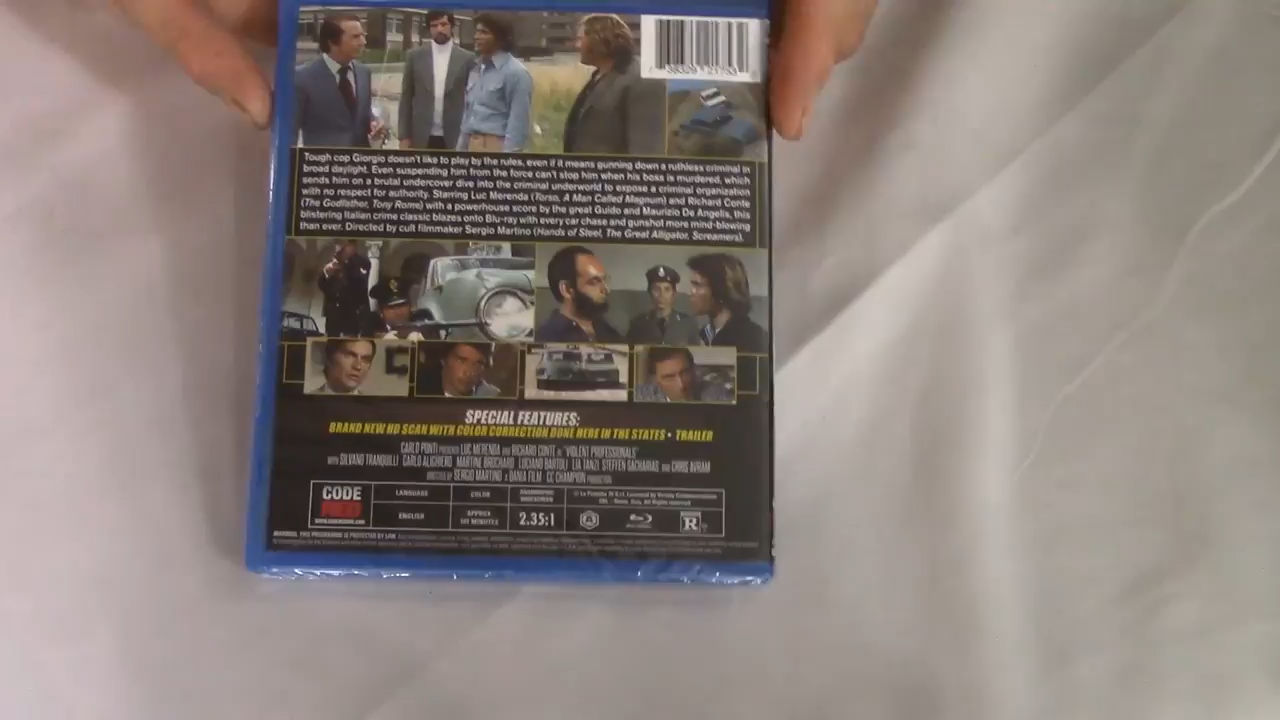 Tough cop Giorgio doesn't like to play by the rules, even if it means gunning down a ruthless criminal in
broad daylight. Even suspending him from the force can't stop him when his boss is murdered, which
sends him on a brutal undercover dive into the criminal underworld to expose a criminal organization
with no respect for authority. Starring Luc Merenda (Torso, A Man Called Magnum) and Richard Conte
(The Godfather, Tony Rome) with a powerhouse score by the great Guido and Maurizio De Angelis, this
blistering Italian crime classic blazes onto Blu-ray with every car chase and gunshot more mind-blowing
than ever. Directed by cult filmmaker Sergio Martino (Hands of Steel, The Great Alligator, Screamers).
SPECIAL FEATURES:
BRAND NEW HD SCAN WITH COLOR CORRECTION DONE HERE IN THE STATES • TRAILER
CARLO PONTI PRESENTS LUC MERENDA AND RICHARD CONTE IN "VIOLENT PROFESSIONALS"
WITH SILVANO TRANQUILLI CARLO ALIGHIERO MARTINE BROCHARD LUCIANO BARTOLI LIA TANZI STEFFEN ZACHARIAS AND CHRIS AVRAM
DIRECTED BY SERGIO MARTINO A DANIA FILM CC CHAMPION PRODUCTION
CODE
RED
LANGUAGE
COLOR
ANAMORPHIC
WIDESCREEN
ENGLISH
APPROX
MINUTES
2.35:1
R
WARNING: THIS PROGRAMME IS PROTECTED BY LAW